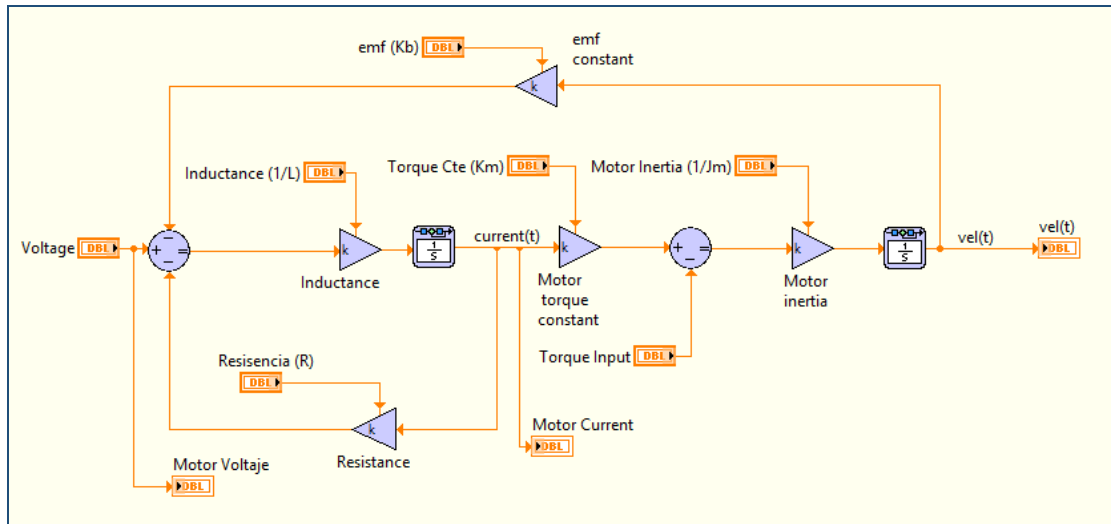 emf (Kb)
DBL
emf
constant
k
Inductance (1/L)
DBL
Torque Cte (Km)
DBL
Motor Inertia (1/Jm)
DBL
Voltage
DBL
+
−
−
=
k
1
S
current(t)
k
+
−
=
k
1
S
vel(t)
vel(t)
DBL
Inductance
Motor
torque
constant
Motor
inertia
Torque Input
DBL
Resisencia (R)
DBL
k
Resistance
Motor Current
DBL
Motor Voltaje
DBL